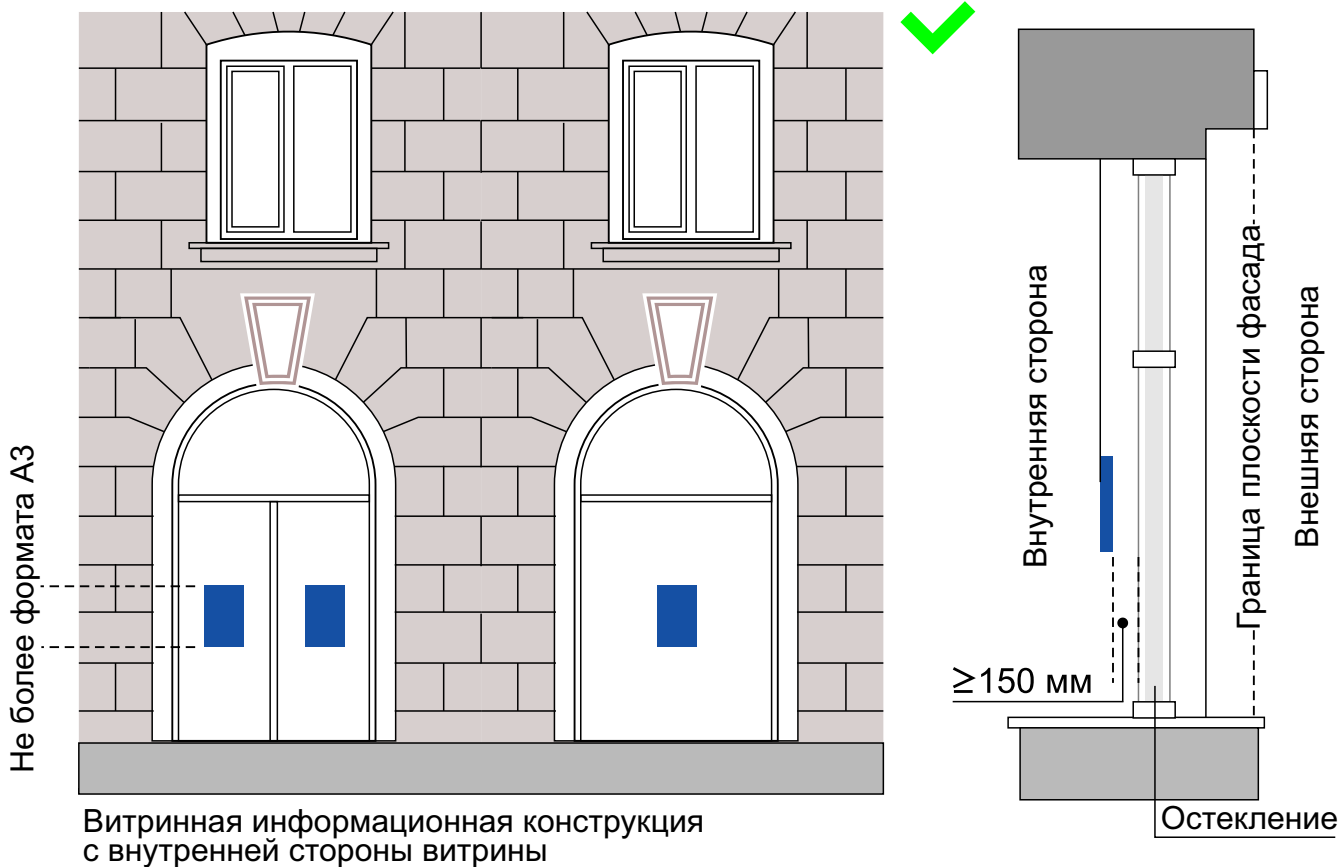 Не более формата А3
Витринная информационная конструкция
с внутренней стороны витрины
Внутренняя сторона
Граница плоскости фасада
Внешняя сторона
≥150 мм
Остекление